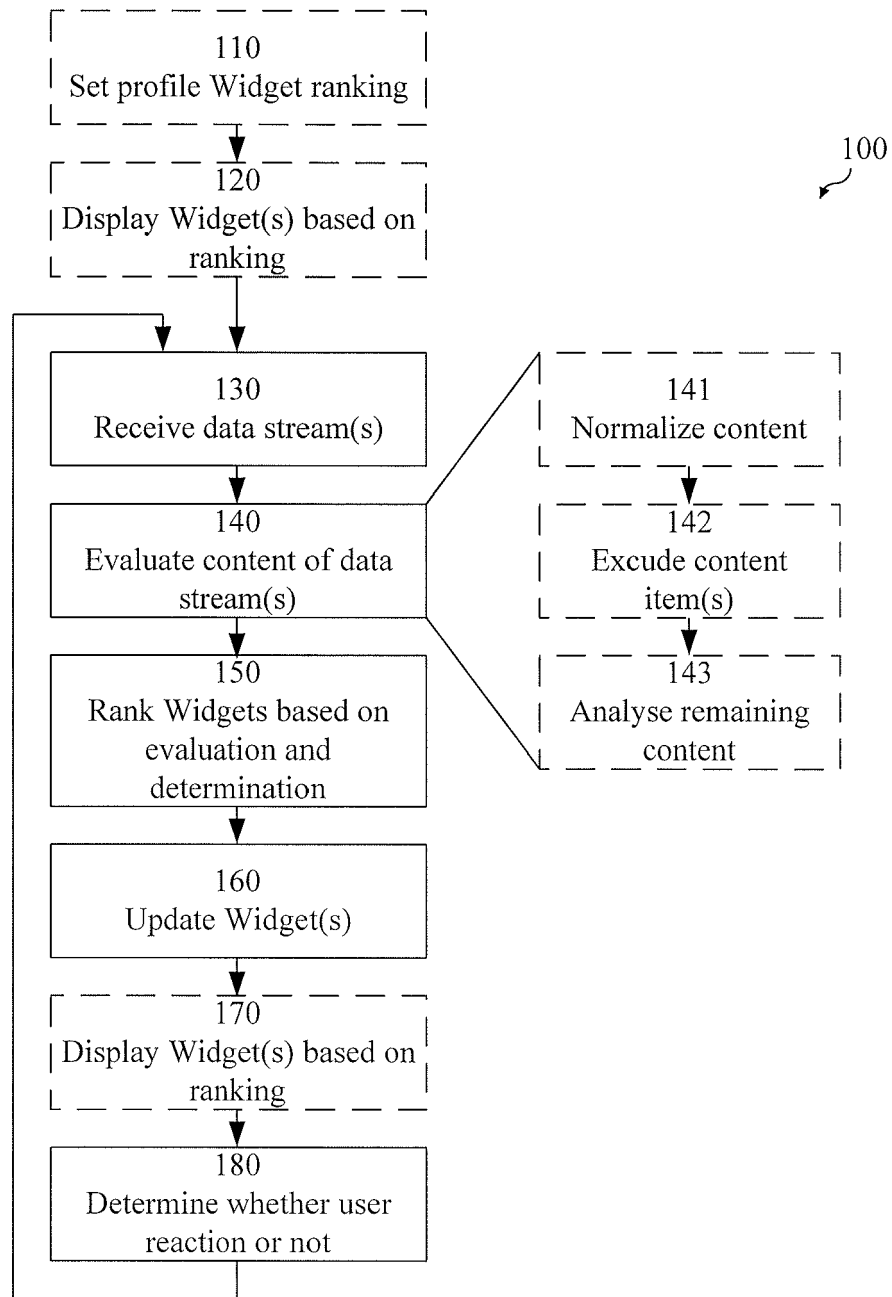 110
Set profile Widget ranking
100
120
Display Widget(s) based on
ranking
130
Receive data stream(s)
140
Evaluate content of data
stream(s)
141
Normalize content
142
Excude content
item(s)
143
Analyse remaining
content
150
Rank Widgets based on
evaluation and
determination
160
Update Widget(s)
170
Display Widget(s) based on
ranking
180
Determine whether user
reaction or not